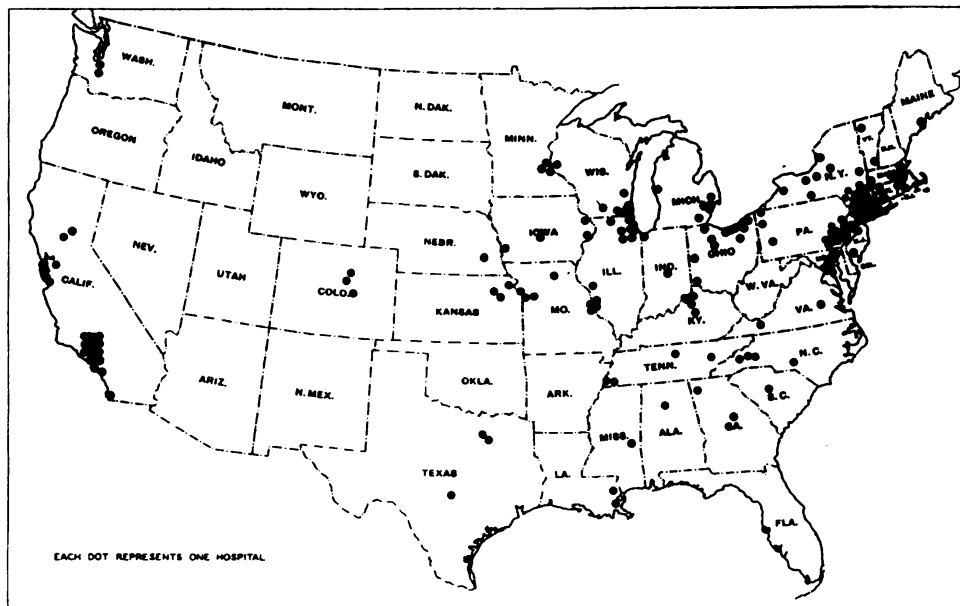 WASH.
MAINE
MONT.
N. DAK.
MINN.
OREGON
IDAHO
S. DAK.
WIS.
VT.
N.H.
N.Y.
WYO.
MICH.
NEBR.
IOWA
PA.
NEV.
UTAH
COLO.
ILL.
IND.
OHIO
N.J.
CALIF.
KANSAS
MO.
W. VA.
KY.
VA.
ARIZ.
N. MEX.
OKLA.
ARK.
TENN.
N.C.
S.C.
MISS.
ALA.
GA.
TEXAS
LA.
FLA.
EACH DOT REPRESENTS ONE HOSPITAL